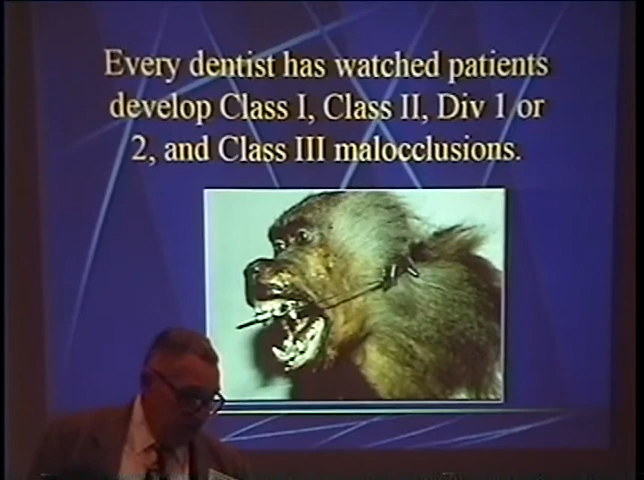 Every dentist has watched patients
develop Class I, Class II, Div 1 or
2, and Class III malocclusions.